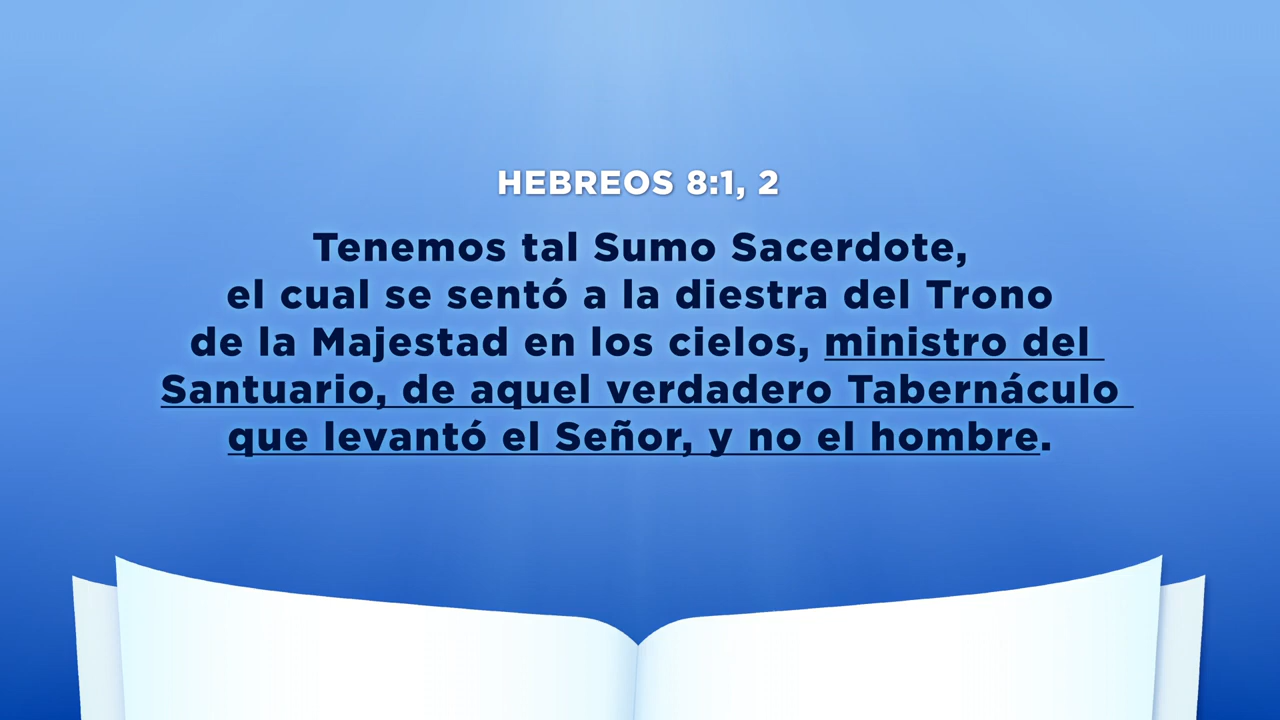 HEBREOS 8:1, 2
Tenemos tal Sumo Sacerdote,
el cual se sentó a la diestra del Trono
de la Majestad en los cielos, ministro del
Santuario, de aquel verdadero Tabernáculo
que levantó el Señor, y no el hombre.